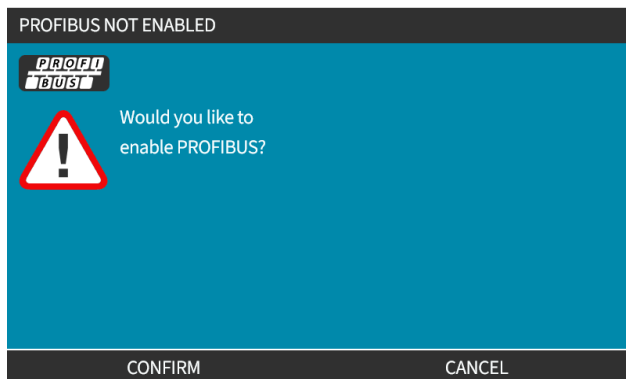 PROFIBUS NOT ENABLED
PROFI
BUS
Would you like to
enable PROFIBUS?
CONFIRM CANCEL